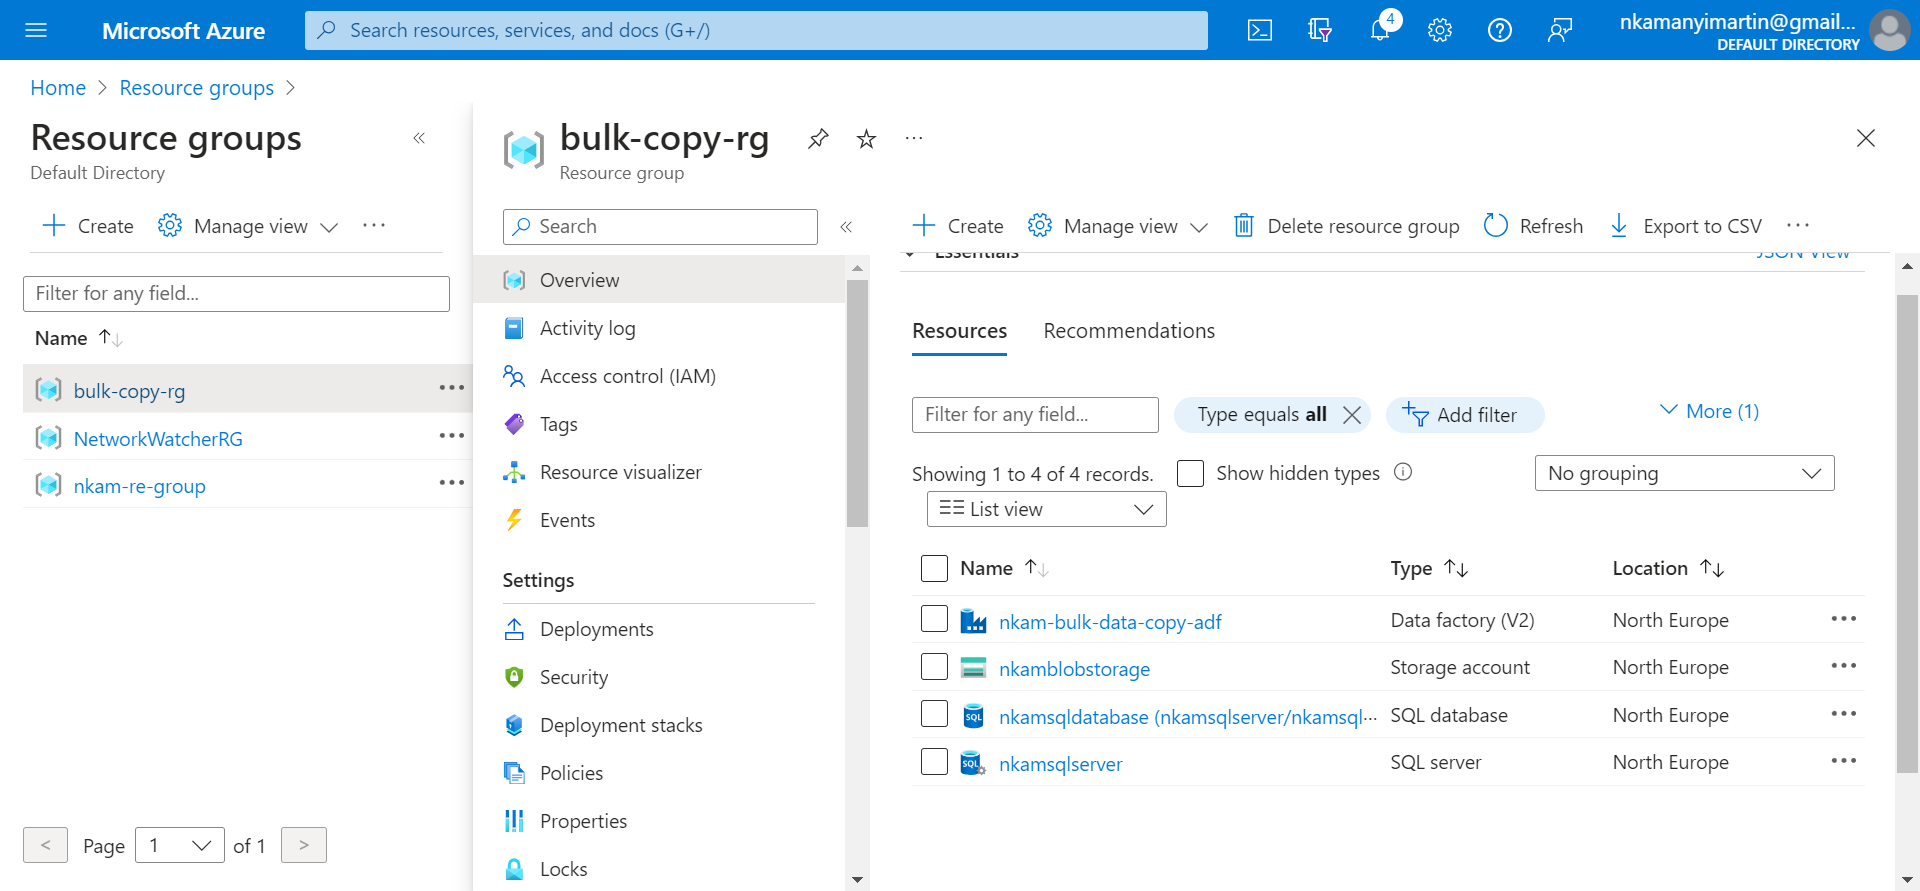 Microsoft Azure
Search resources, services, and docs (G+/)
4
nkamanyimartin@gmail...
DEFAULT DIRECTORY
Home > Resource groups >
Resource groups
Default Directory
Create
Manage view
Filter for any field...
Name
bulk-copy-rg
NetworkWatcherRG
nkam-re-group
< Page 1 of 1 >
bulk-copy-rg
Resource group
Search
Overview
Activity log
Access control (IAM)
Tags
Resource visualizer
Events
Settings
Deployments
Security
Deployment stacks
Policies
Properties
Locks
Create
Manage view
Delete resource group
Refresh
Export to CSV
Essentials
JSON View
Resources
Recommendations
Filter for any field...
Type equals all
Add filter
More (1)
Showing 1 to 4 of 4 records.
Show hidden types
No grouping
List view
Name Type Location
nkam-bulk-data-copy-adf Data factory (V2) North Europe
nkamblobstorage Storage account North Europe
SQL nkamsqldatabase (nkamsqlserver/nkamsql... SQL database North Europe
SQL nkamsqlserver SQL server North Europe